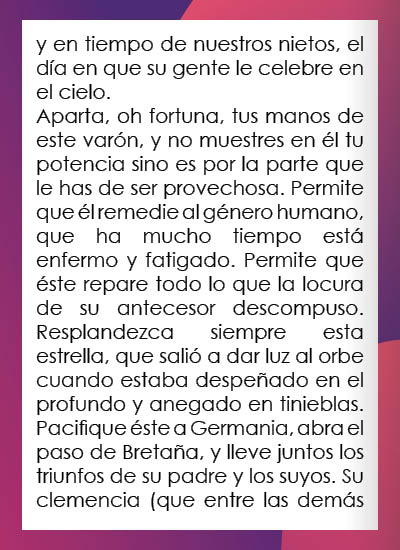 y en tiempo de nuestros nietos, el
día en que su gente le celebre en
el cielo.
Aparta, oh fortuna, tus manos de
este varón, y no muestres en él tu
potencia sino es por la parte que
le has de ser provechosa. Permite
que él remedie al género humano,
que ha mucho tiempo está
enfermo y fatigado. Permite que
éste repare todo lo que la locura
de su antecesor descompuso.
Resplandezca siempre esta
estrella, que salió a dar luz al orbe
cuando estaba despeñado en el
profundo y anegado en tinieblas.
Pacifique éste a Germania, abra el
paso de Bretaña, y lleve juntos los
triunfos de su padre y los suyos. Su
clemencia (que entre las demás